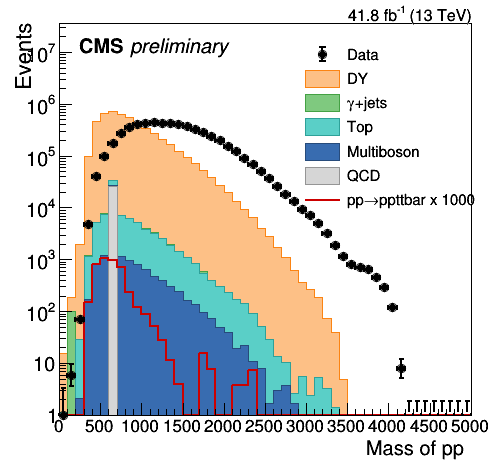 41.8 fb⁻¹ (13 TeV)
CMS preliminary
Events
Data
DY
γ+jets
Top
Multiboson
QCD
pp→ppttbar x 1000
10⁶
10⁵
10⁴
10³
10²
10
1
0 500 1000 1500 2000 2500 3000 3500 4000 4500 5000
Mass of pp